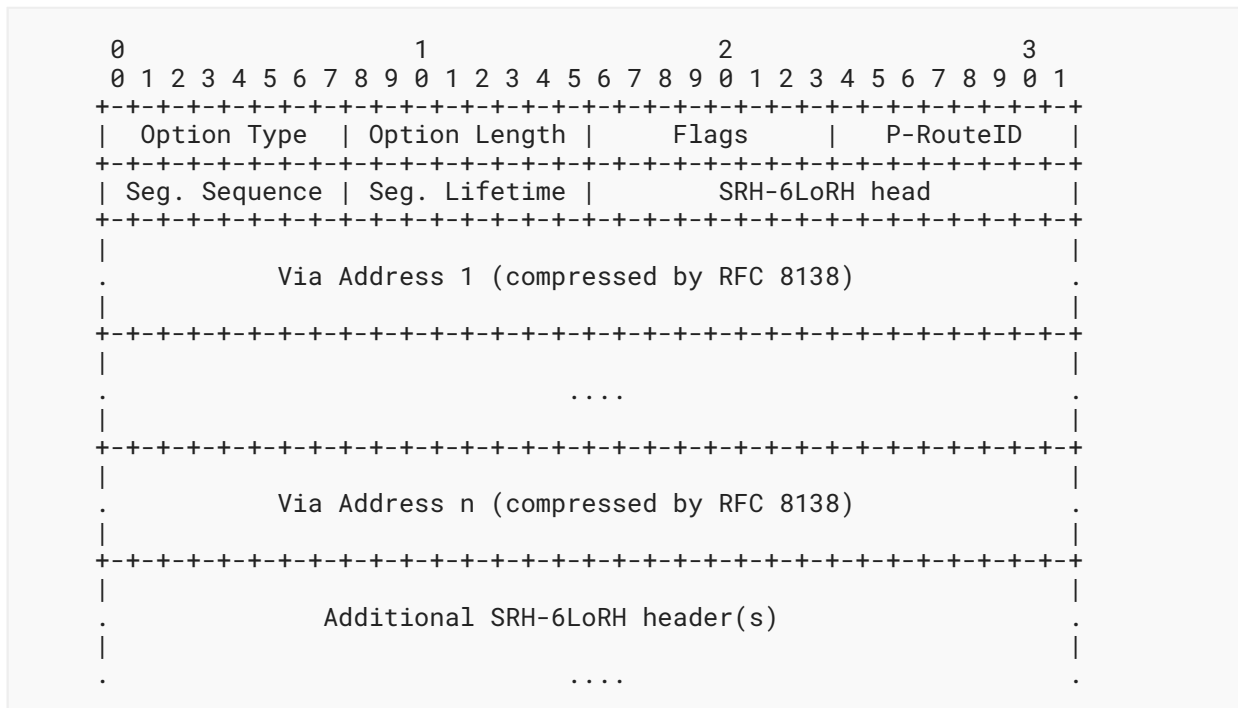 0                   1                   2                   3
 0 1 2 3 4 5 6 7 8 9 0 1 2 3 4 5 6 7 8 9 0 1 2 3 4 5 6 7 8 9 0 1
+-+-+-+-+-+-+-+-+-+-+-+-+-+-+-+-+-+-+-+-+-+-+-+-+-+-+-+-+-+-+-+-+
|  Option Type  | Option Length |     Flags     |   P-RouteID   |
+-+-+-+-+-+-+-+-+-+-+-+-+-+-+-+-+-+-+-+-+-+-+-+-+-+-+-+-+-+-+-+-+
| Seg. Sequence | Seg. Lifetime |        SRH-6LoRH head         |
+-+-+-+-+-+-+-+-+-+-+-+-+-+-+-+-+-+-+-+-+-+-+-+-+-+-+-+-+-+-+-+-+
|                                                               |
.           Via Address 1 (compressed by RFC 8138)              .
|                                                               |
+-+-+-+-+-+-+-+-+-+-+-+-+-+-+-+-+-+-+-+-+-+-+-+-+-+-+-+-+-+-+-+-+
|                                                               |
.                              ....                             .
|                                                               |
+-+-+-+-+-+-+-+-+-+-+-+-+-+-+-+-+-+-+-+-+-+-+-+-+-+-+-+-+-+-+-+-+
|                                                               |
.           Via Address n (compressed by RFC 8138)              .
|                                                               |
+-+-+-+-+-+-+-+-+-+-+-+-+-+-+-+-+-+-+-+-+-+-+-+-+-+-+-+-+-+-+-+-+
|                                                               |
.              Additional SRH-6LoRH header(s)                   .
|                                                               |
.                              ....                             .